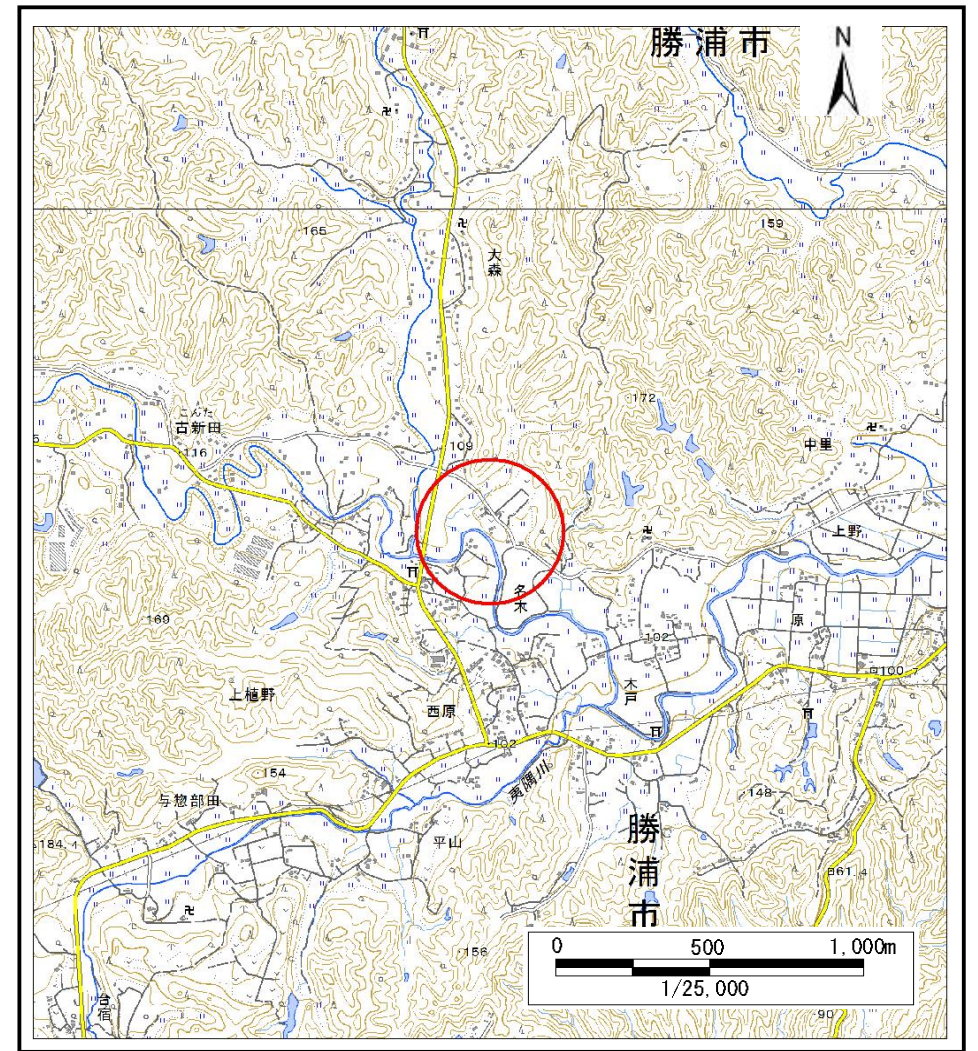 勝浦市
N
165
159
大森
172
こんた
古新田
116
109
中里
上野
名木
169
102
原
100.7
上植野
西原
木戸
102
154
夷隅川
148
与惣部田
184.4
平山
勝浦市
61.4
156
0 500 1,000m
1/25,000
台宿
90